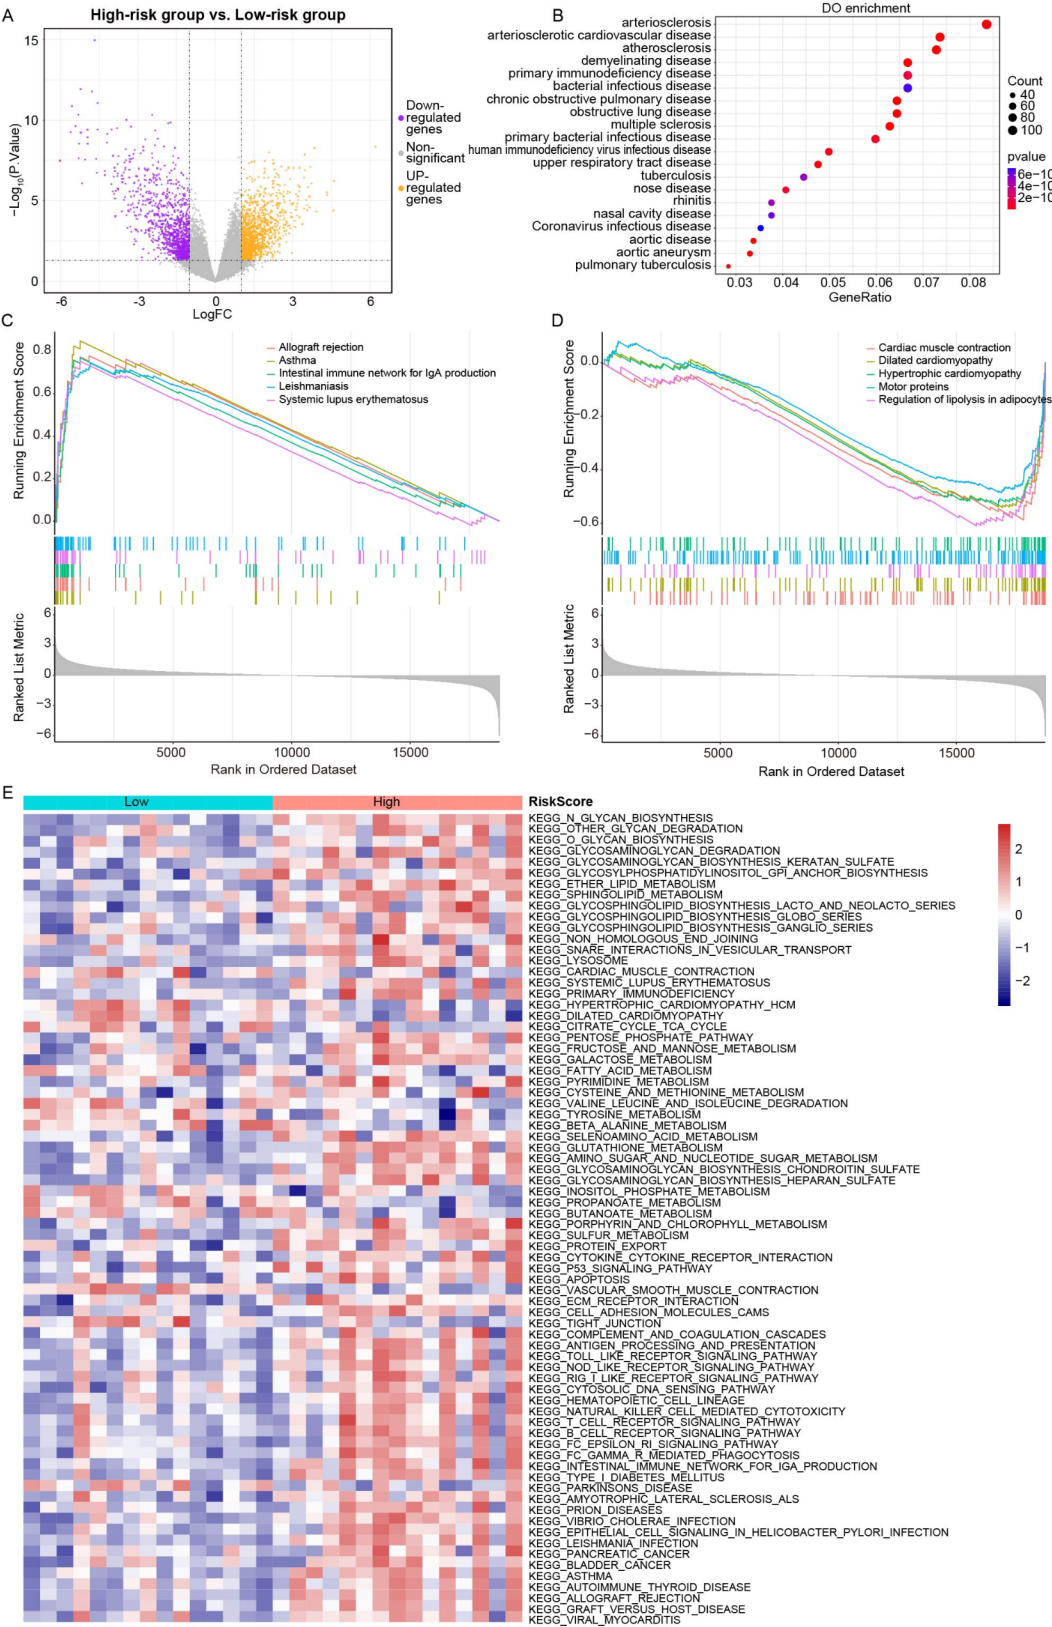 A
High-risk group vs. Low-risk group
15
10
5
0
−Log10(P.Value)
-6
-3
0
3
6
LogFC
Down-
regulated
genes
Non-
significant
UP-
regulated
genes
B
DO enrichment
arteriosclerosis
arteriosclerotic cardiovascular disease
atherosclerosis
demyelinating disease
primary immunodeficiency disease
bacterial infectious disease
chronic obstructive pulmonary disease
obstructive lung disease
multiple sclerosis
primary bacterial infectious disease
human immunodeficiency virus infectious disease
upper respiratory tract disease
tuberculosis
nose disease
rhinitis
nasal cavity disease
Coronavirus infectious disease
aortic disease
aortic aneurysm
pulmonary tuberculosis
0.03
0.04
0.05
0.06
0.07
0.08
GeneRatio
Count
40
60
80
100
pvalue
6e−10
4e−10
2e−10
C
Running Enrichment Score
0.8
0.6
0.4
0.2
0.0
Allograft rejection
Asthma
Intestinal immune network for IgA production
Leishmaniasis
Systemic lupus erythematosus
Ranked List Metric
6
3
0
−3
−6
5000
10000
15000
Rank in Ordered Dataset
D
Running Enrichment Score
0.0
−0.2
−0.4
−0.6
Cardiac muscle contraction
Dilated cardiomyopathy
Hypertrophic cardiomyopathy
Motor proteins
Regulation of lipolysis in adipocytes
Ranked List Metric
6
3
0
−3
−6
5000
10000
15000
Rank in Ordered Dataset
E
Low
High
RiskScore
KEGG_N_GLYCAN_BIOSYNTHESIS
KEGG_OTHER_GLYCAN_DEGRADATION
KEGG_O_GLYCAN_BIOSYNTHESIS
KEGG_GLYCOSAMINOGLYCAN_DEGRADATION
KEGG_GLYCOSAMINOGLYCAN_BIOSYNTHESIS_KERATAN_SULFATE
KEGG_GLYCOSYLPHOSPHATIDYLINOSITOL_GPI_ANCHOR_BIOSYNTHESIS
KEGG_ETHER_LIPID_METABOLISM
KEGG_SPHINGOLIPID_METABOLISM
KEGG_GLYCOSPHINGOLIPID_BIOSYNTHESIS_LACTO_AND_NEOLACTO_SERIES
KEGG_GLYCOSPHINGOLIPID_BIOSYNTHESIS_GLOBO_SERIES
KEGG_GLYCOSPHINGOLIPID_BIOSYNTHESIS_GANGLIO_SERIES
KEGG_NON_HOMOLOGOUS_END_JOINING
KEGG_SNARE_INTERACTIONS_IN_VESICULAR_TRANSPORT
KEGG_LYSOSOME
KEGG_CARDIAC_MUSCLE_CONTRACTION
KEGG_SYSTEMIC_LUPUS_ERYTHEMATOSUS
KEGG_PRIMARY_IMMUNODEFICIENCY
KEGG_HYPERTROPHIC_CARDIOMYOPATHY_HCM
KEGG_DILATED_CARDIOMYOPATHY
KEGG_CITRATE_CYCLE_TCA_CYCLE
KEGG_PENTOSE_PHOSPHATE_PATHWAY
KEGG_FRUCTOSE_AND_MANNOSE_METABOLISM
KEGG_GALACTOSE_METABOLISM
KEGG_FATTY_ACID_METABOLISM
KEGG_PYRIMIDINE_METABOLISM
KEGG_CYSTEINE_AND_METHIONINE_METABOLISM
KEGG_VALINE_LEUCINE_AND_ISOLEUCINE_DEGRADATION
KEGG_TYROSINE_METABOLISM
KEGG_BETA_ALANINE_METABOLISM
KEGG_SELENOAMINO_ACID_METABOLISM
KEGG_GLUTATHIONE_METABOLISM
KEGG_AMINO_SUGAR_AND_NUCLEOTIDE_SUGAR_METABOLISM
KEGG_GLYCOSAMINOGLYCAN_BIOSYNTHESIS_CHONDROITIN_SULFATE
KEGG_GLYCOSAMINOGLYCAN_BIOSYNTHESIS_HEPARAN_SULFATE
KEGG_INOSITOL_PHOSPHATE_METABOLISM
KEGG_PROPANOATE_METABOLISM
KEGG_BUTANOATE_METABOLISM
KEGG_PORPHYRIN_AND_CHLOROPHYLL_METABOLISM
KEGG_SULFUR_METABOLISM
KEGG_PROTEIN_EXPORT
KEGG_CYTOKINE_CYTOKINE_RECEPTOR_INTERACTION
KEGG_P53_SIGNALING_PATHWAY
KEGG_APOPTOSIS
KEGG_VASCULAR_SMOOTH_MUSCLE_CONTRACTION
KEGG_ECM_RECEPTOR_INTERACTION
KEGG_CELL_ADHESION_MOLECULES_CAMS
KEGG_TIGHT_JUNCTION
KEGG_COMPLEMENT_AND_COAGULATION_CASCADES
KEGG_ANTIGEN_PROCESSING_AND_PRESENTATION
KEGG_TOLL_LIKE_RECEPTOR_SIGNALING_PATHWAY
KEGG_NOD_LIKE_RECEPTOR_SIGNALING_PATHWAY
KEGG_RIG_I_LIKE_RECEPTOR_SIGNALING_PATHWAY
KEGG_CYTOSOLIC_DNA_SENSING_PATHWAY
KEGG_HEMATOPOIETIC_CELL_LINEAGE
KEGG_NATURAL_KILLER_CELL_MEDIATED_CYTOTOXICITY
KEGG_T_CELL_RECEPTOR_SIGNALING_PATHWAY
KEGG_B_CELL_RECEPTOR_SIGNALING_PATHWAY
KEGG_FC_EPSILON_RI_SIGNALING_PATHWAY
KEGG_FC_GAMMA_R_MEDIATED_PHAGOCYTOSIS
KEGG_INTESTINAL_IMMUNE_NETWORK_FOR_IGA_PRODUCTION
KEGG_TYPE_I_DIABETES_MELLITUS
KEGG_PARKINSONS_DISEASE
KEGG_AMYOTROPHIC_LATERAL_SCLEROSIS_ALS
KEGG_PRION_DISEASES
KEGG_VIBRIO_CHOLERAE_INFECTION
KEGG_EPITHELIAL_CELL_SIGNALING_IN_HELICOBACTER_PYLORI_INFECTION
KEGG_LEISHMANIA_INFECTION
KEGG_PANCREATIC_CANCER
KEGG_BLADDER_CANCER
KEGG_ASTHMA
KEGG_AUTOIMMUNE_THYROID_DISEASE
KEGG_ALLOGRAFT_REJECTION
KEGG_GRAFT_VERSUS_HOST_DISEASE
KEGG_VIRAL_MYOCARDITIS
2
1
0
−1
−2